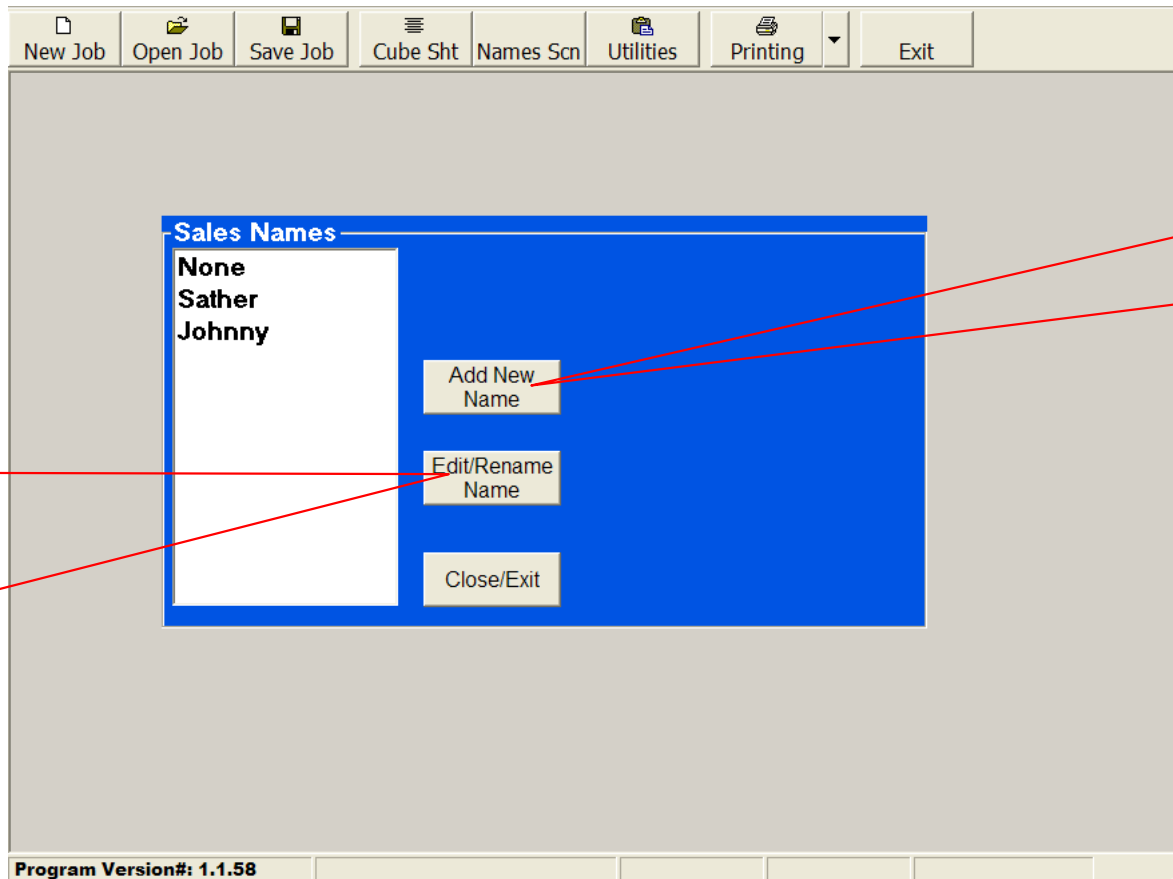 New Job Open Job Save Job Cube Sht Names Scn Utilities Printing Exit
Sales Names
None
Sather
Johnny
Add New
Name
Edit/Rename
Name
Close/Exit
Program Version#: 1.1.58